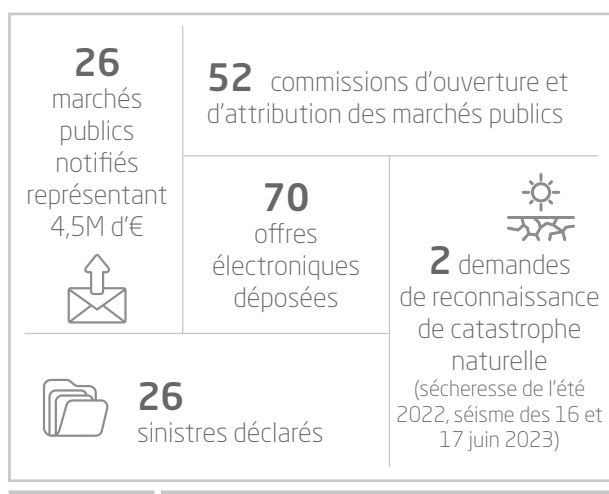 26
marchés
publics
notifiés
représentant
4,5M d'€
52 commissions d'ouverture et
d'attribution des marchés publics
70
offres
électroniques
déposées
2 demandes
de reconnaissance
de catastrophe
naturelle
(sécheresse de l'été
2022, séisme des 16 et
17 juin 2023)
26
sinistres déclarés